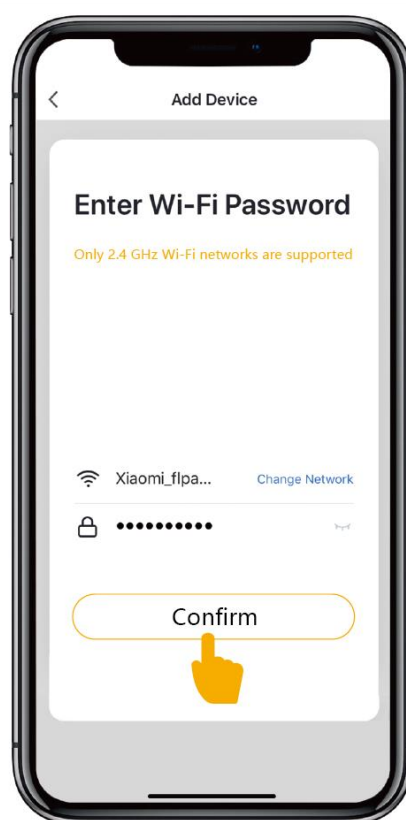 Add Device
Enter Wi-Fi Password
Only 2.4 GHz Wi-Fi networks are supported
Xiaomi_flpa... Change Network
••••••••••
Confirm